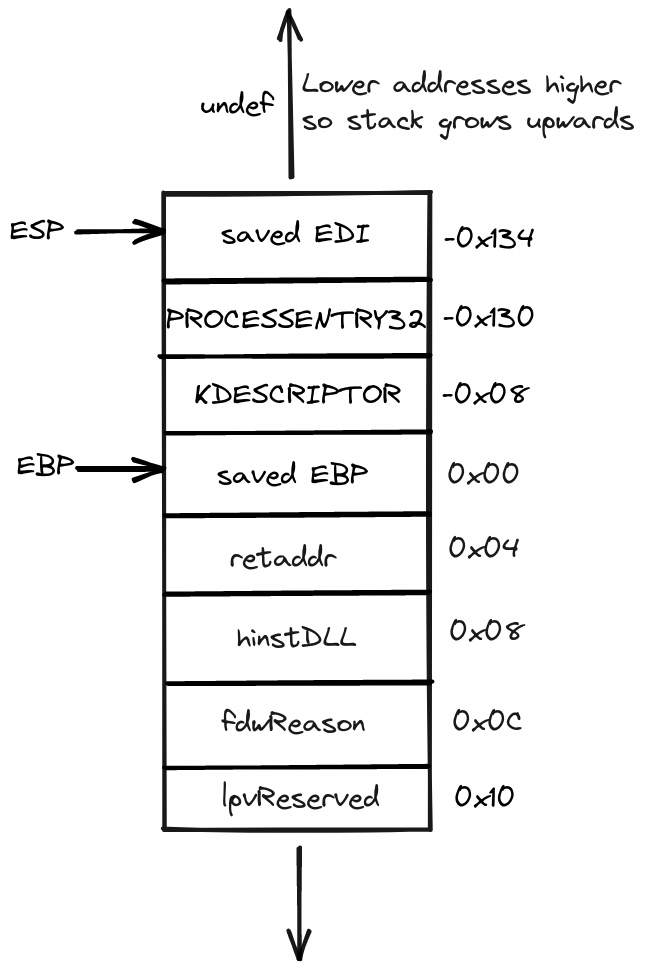 undef
Lower addresses higher
so stack grows upwards
ESP
saved EDI
-0x134
PROCESSENTRY32
-0x130
KDESCRIPTOR
-0x08
EBP
saved EBP
0x00
retaddr
0x04
hinstDLL
0x08
fdwReason
0x0C
lpvReserved
0x10